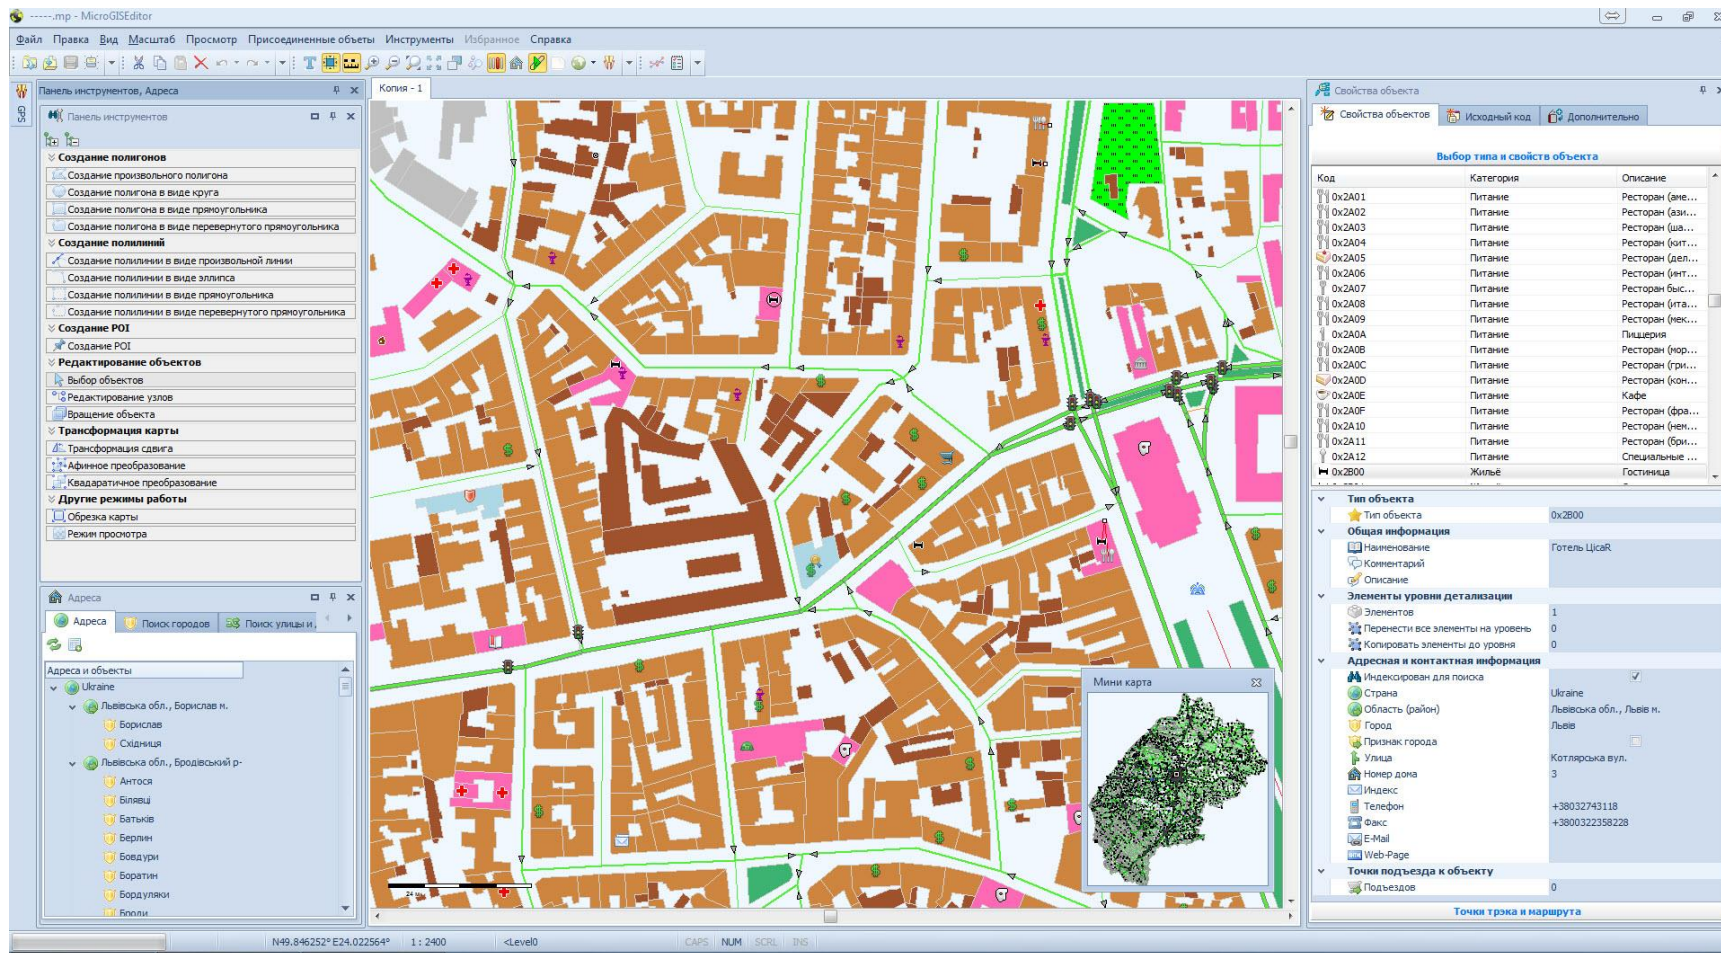 -----.mp - MicroGISEditor
Файл Правка Вид Масштаб Просмотр Присоединенные объеты Инструменты Избранное Справка
GPS
Панель инструментов, Адреса
Панель инструментов
Создание полигонов
Создание произвольного полигона
Создание полигона в виде круга
Создание полигона в виде прямоугольника
Создание полигона в виде перевернутого прямоугольника
Создание полилиний
Создание полилинии в виде произвольной линии
Создание полилинии в виде эллипса
Создание полилинии в виде прямоугольника
Создание полилинии в виде перевернутого прямоугольника
Создание POI
Создание POI
Редактирование объектов
Выбор объектов
Редактирование узлов
Вращение объекта
Трансформация карты
Трансформация сдвига
Афинное преобразование
Квадаратичное преобразование
Другие режимы работы
Обрезка карты
Режим просмотра
Адреса
Адреса Поиск городов Поиск улицы и
Адреса и объекты
Ukraine
Львівська обл., Борислав м.
Борислав
Східниця
Львівська обл., Бродівський р-
Антося
Білявці
Батьків
Берлин
Бовдури
Боратин
Бордуляки
Броди
Копия - 1
Мини карта
Свойства объекта
Свойства объектов Исходный код Дополнительно
Выбор типа и свойств объекта
Код Категория Описание
0x2A01 Питание Ресторан (аме...
0x2A02 Питание Ресторан (ази...
0x2A03 Питание Ресторан (ша...
0x2A04 Питание Ресторан (кит...
0x2A05 Питание Ресторан (дел...
0x2A06 Питание Ресторан (инт...
0x2A07 Питание Ресторан быс...
0x2A08 Питание Ресторан (ита...
0x2A09 Питание Ресторан (мек...
0x2A0A Питание Пиццерия
0x2A0B Питание Ресторан (мор...
0x2A0C Питание Ресторан (гри...
0x2A0D Питание Ресторан (кон...
0x2A0E Питание Кафе
0x2A0F Питание Ресторан (фра...
0x2A10 Питание Ресторан (нем...
0x2A11 Питание Ресторан (бри...
0x2A12 Питание Специальные ...
0x2B00 Жильё Гостиница
Тип объекта
Тип объекта 0x2B00
Общая информация
Наименование Готель ЦісаR
Комментарий
Описание
Элементы уровни детализации
Элементов 1
Перенести все элементы на уровень 0
Копировать элементы до уровня 0
Адресная и контактная информация
Индексирован для поиска
Страна Ukraine
Область (район) Львівська обл., Львів м.
Город Львів
Признак города
Улица Котлярська вул.
Номер дома 3
Индекс
Телефон +38032743118
Факс +3800322358228
E-Mail
Web-Page
Точки подъезда к объекту
Подъездов 0
Точки трэка и маршрута
N49.846252° E24.022564° 1 : 2400 <Level0 CAPS NUM SCRL INS